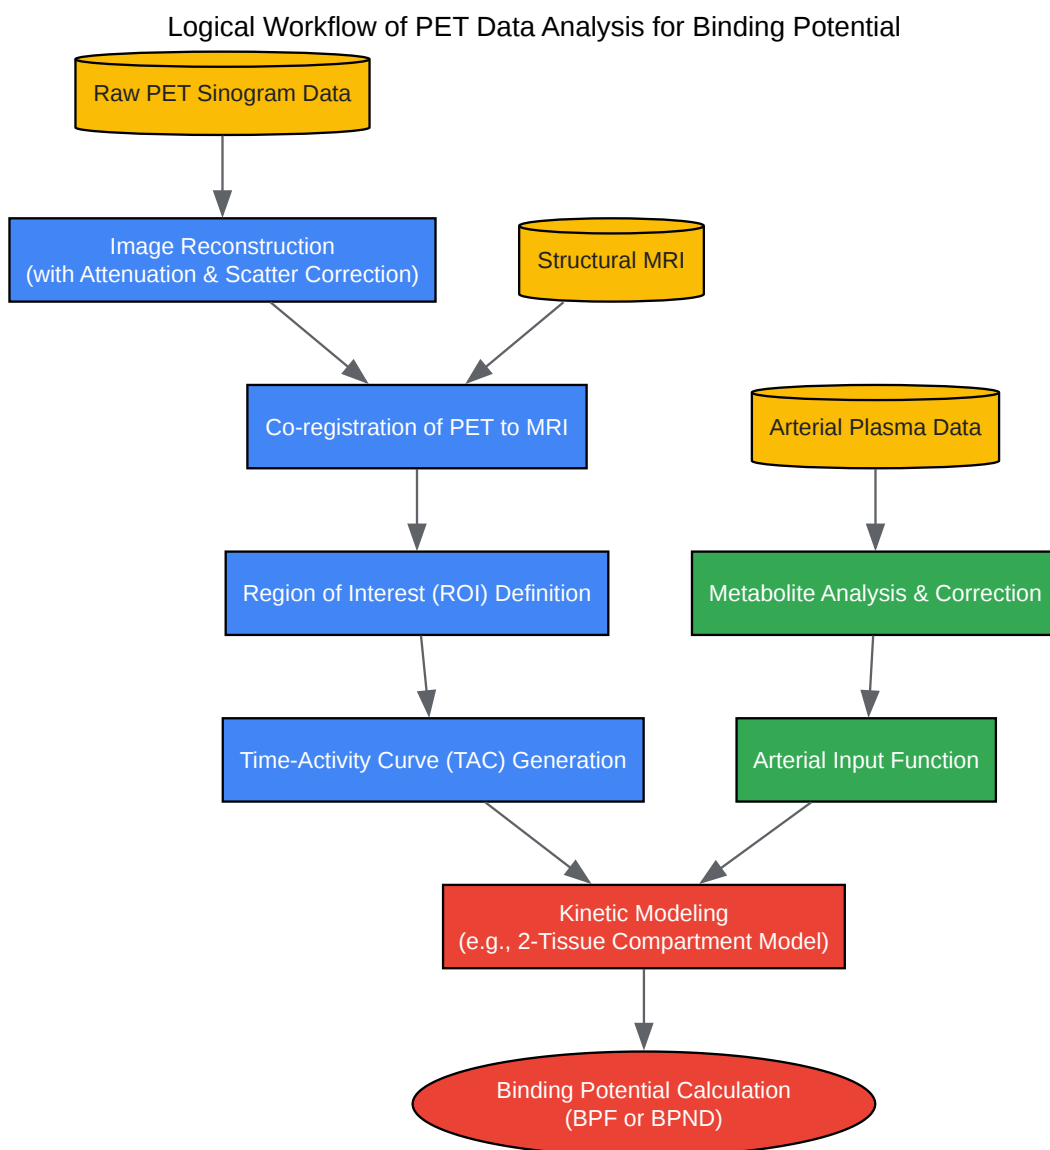 Logical Workflow of PET Data Analysis for Binding Potential
Raw PET Sinogram Data
Image Reconstruction
(with Attenuation & Scatter Correction)
Structural MRI
Co-registration of PET to MRI
Arterial Plasma Data
Region of Interest (ROI) Definition
Metabolite Analysis & Correction
Time-Activity Curve (TAC) Generation
Arterial Input Function
Kinetic Modeling
(e.g., 2-Tissue Compartment Model)
Binding Potential Calculation
(BPF or BPND)